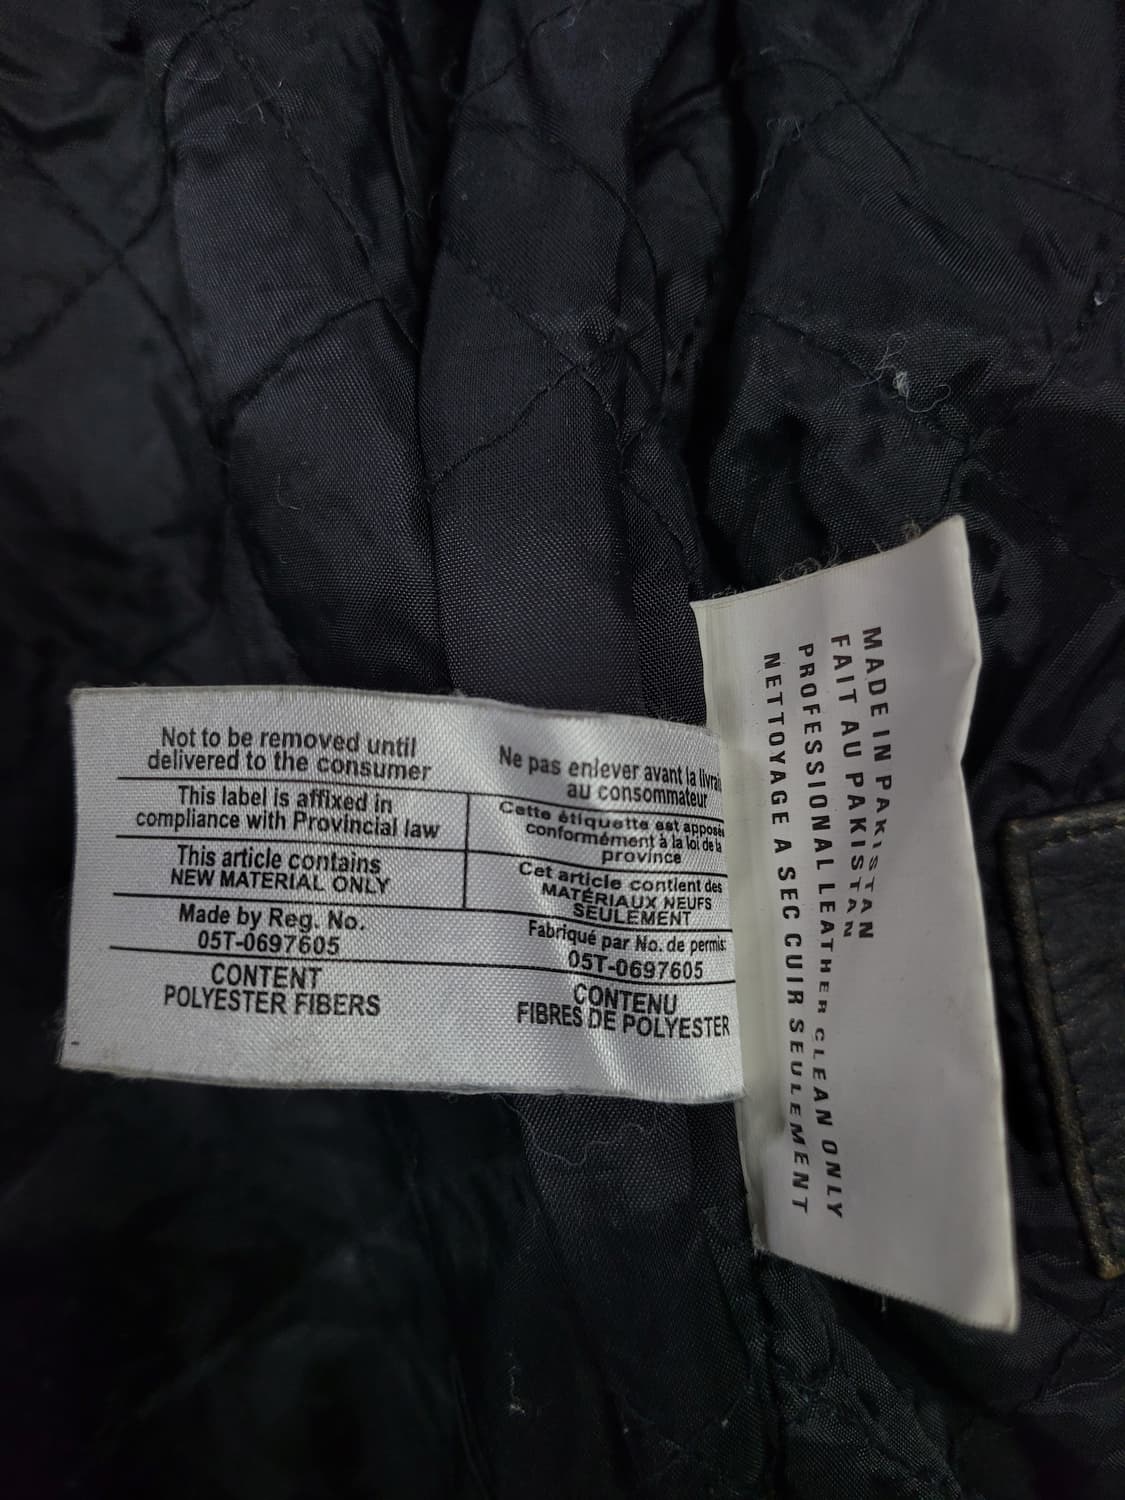 Not to be removed until
delivered to the consumer
This label is affixed in
compliance with Provincial law
This article contains
NEW MATERIAL ONLY
Made by Reg. No.
05T-0697605
CONTENT
POLYESTER FIBERS
Ne pas enlever avant la
au consommateur
Cette étiquette est apposée
conformément à la loi de la
province
Cet article contient des
MATÉRIAUX NEUFS
SEULEMENT
Fabriqué par No. de permis:
05T-0697605
CONTENU
FIBRES DE POLYESTER
MADE IN PAKISTAN
FAIT AU PAKISTAN
PROFESSIONAL LEATHER CLEAN ONLY
NETTOYAGE A SEC CUIR SEULEMENT